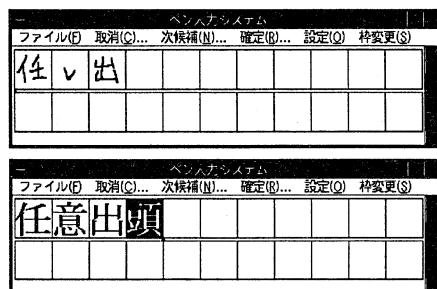 ペン入力システム
ファイル(F) 取消(C)... 次候補(N)... 確定(R)... 設定(O) 枠変更(S)
任 v 出
ペン入力システム
ファイル(F) 取消(C)... 次候補(N)... 確定(R)... 設定(O) 枠変更(S)
任意出頭